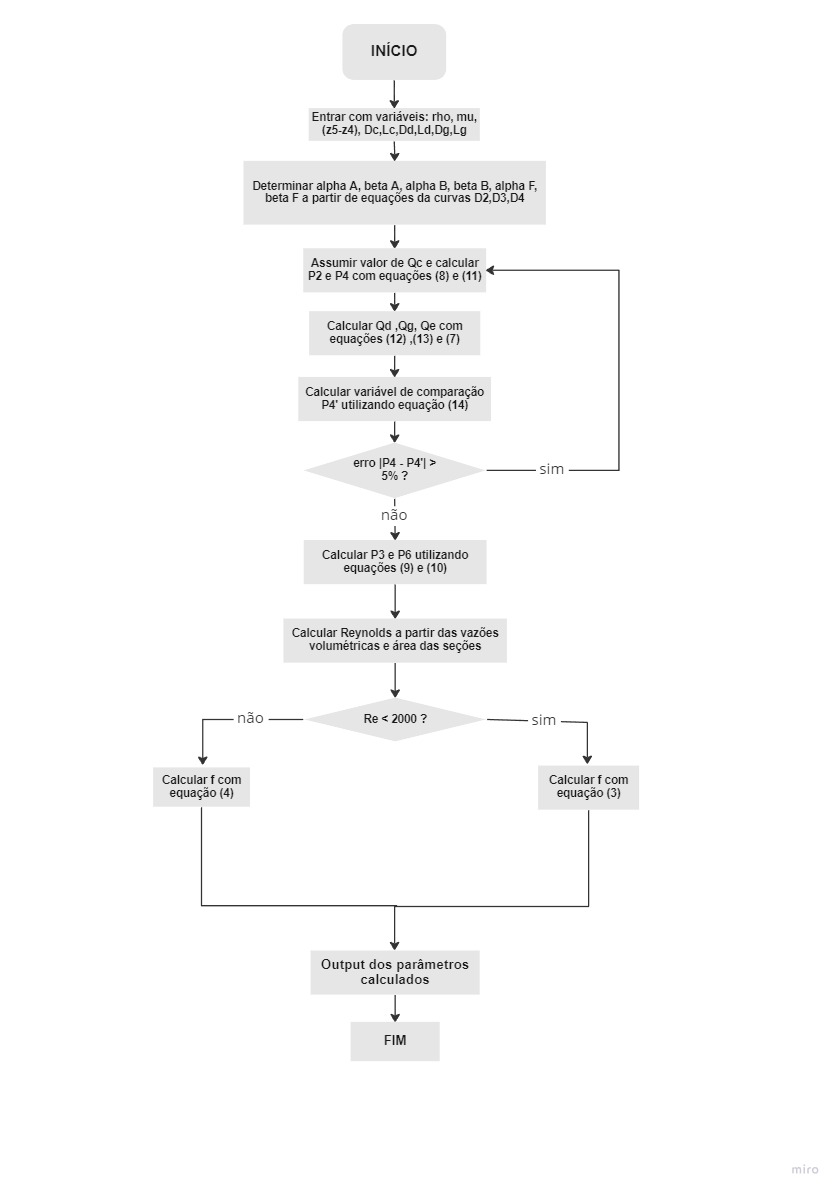 INÍCIO
Entrar com variáveis: rho, mu,
(z5-z4), Dc,Lc,Dd,Ld,Dg,Lg
Determinar alpha A, beta A, alpha B, beta B, alpha F,
beta F a partir de equações da curvas D2,D3,D4
Assumir valor de Qc e calcular
P2 e P4 com equações (8) e (11)
Calcular Qd ,Qg, Qe com
equações (12) ,(13) e (7)
Calcular variável de comparação
P4' utilizando equação (14)
erro |P4 - P4'| >
5% ?
sim
não
Calcular P3 e P6 utilizando
equações (9) e (10)
Calcular Reynolds a partir das vazões
volumétricas e área das seções
não
Re < 2000 ?
sim
Calcular f com
equação (4)
Calcular f com
equação (3)
Output dos parâmetros
calculados
FIM
miro